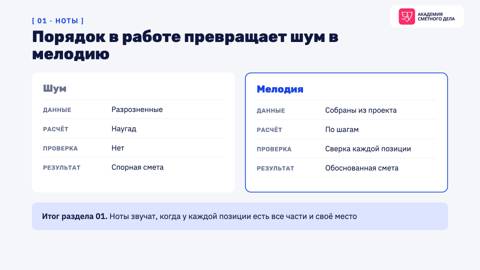 [ 01 · НОТЫ ]
АКАДЕМИЯ
СМЕТНОГО ДЕЛА
Порядок в работе превращает шум в
мелодию
Шум
ДАННЫЕ Разрозненные
РАСЧЁТ Наугад
ПРОВЕРКА Нет
РЕЗУЛЬТАТ Спорная смета
Мелодия
ДАННЫЕ Собраны из проекта
РАСЧЁТ По шагам
ПРОВЕРКА Сверка каждой позиции
РЕЗУЛЬТАТ Обоснованная смета
Итог раздела 01. Ноты звучат, когда у каждой позиции есть все части и своё место